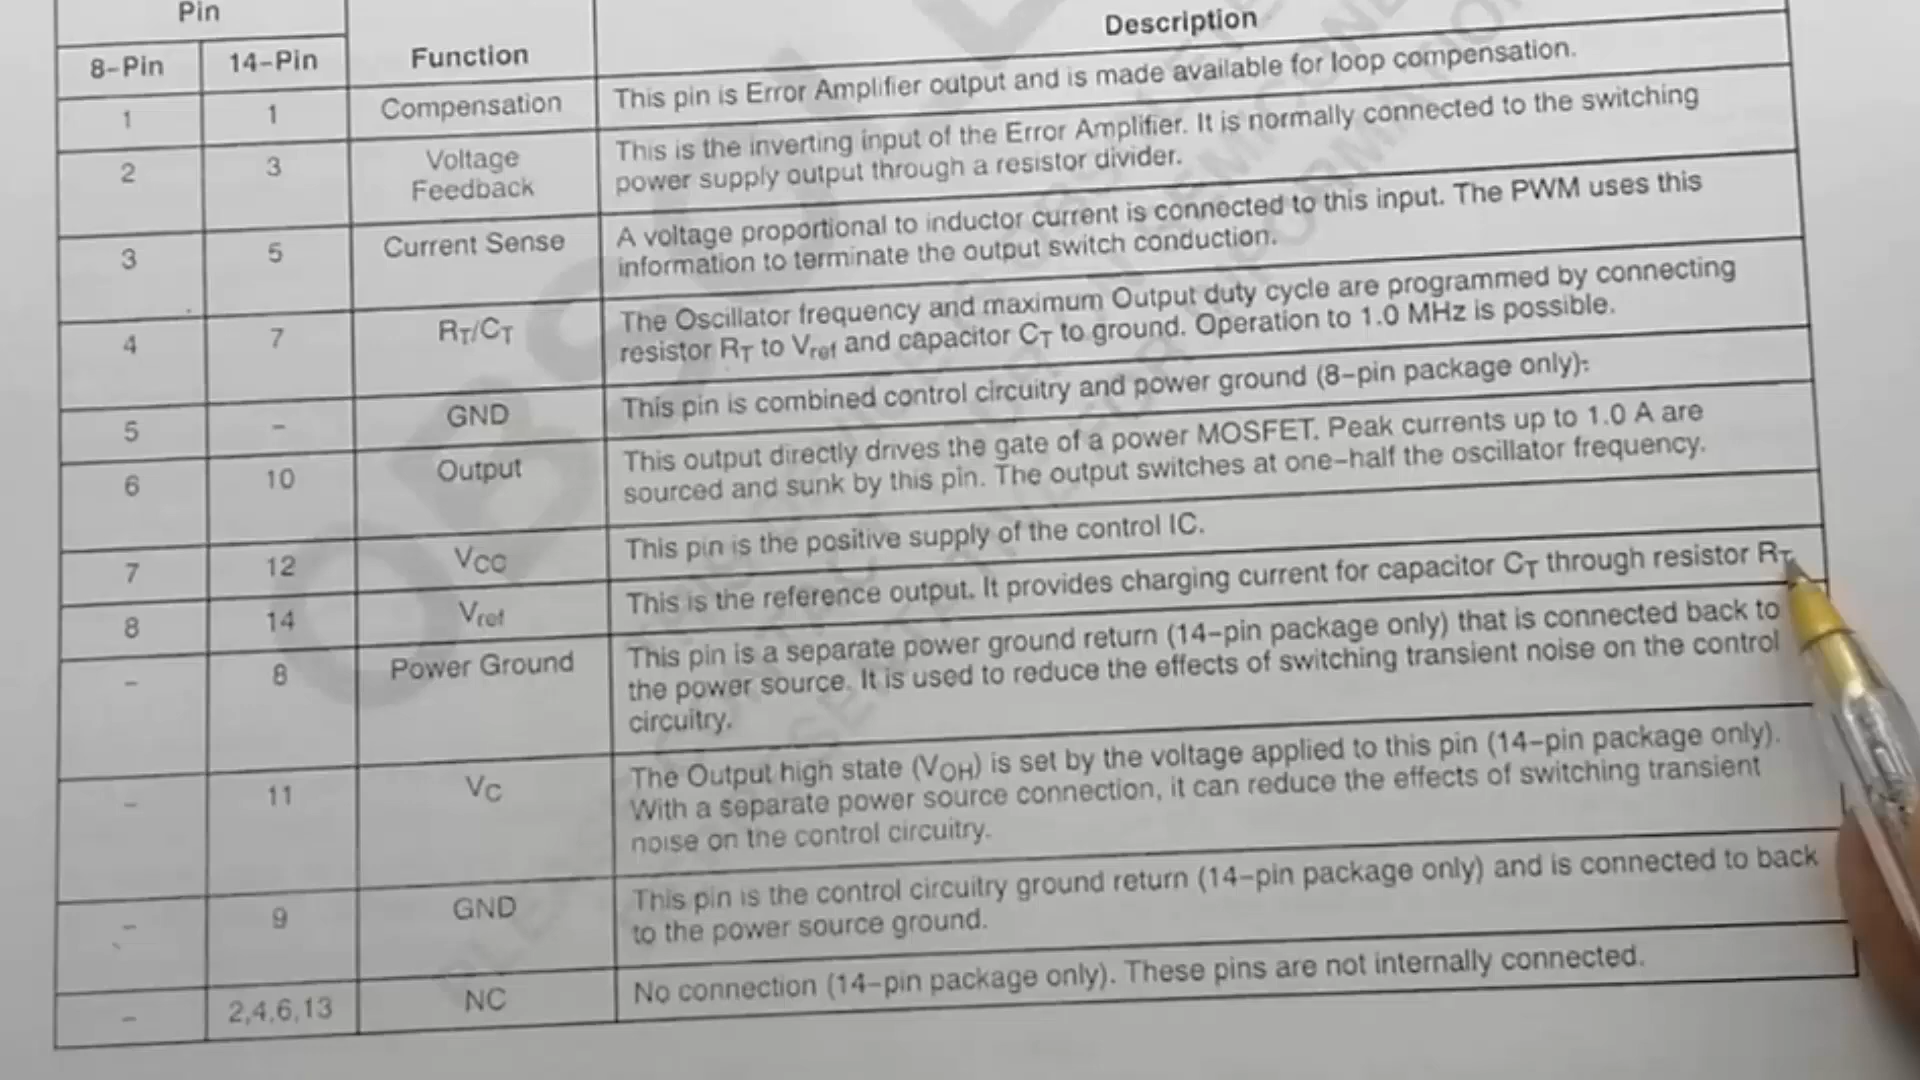 Pin
8–Pin 14–Pin Function Description
1 1 Compensation This pin is Error Amplifier output and is made available for loop compensation.
2 3 Voltage Feedback This is the inverting input of the Error Amplifier. It is normally connected to the switching
power supply output through a resistor divider.
3 5 Current Sense A voltage proportional to inductor current is connected to this input. The PWM uses this
information to terminate the output switch conduction.
4 7 RT/CT The Oscillator frequency and maximum Output duty cycle are programmed by connecting
resistor RT to Vref and capacitor CT to ground. Operation to 1.0 MHz is possible.
5 – GND This pin is combined control circuitry and power ground (8–pin package only).
6 10 Output This output directly drives the gate of a power MOSFET. Peak currents up to 1.0 A are
sourced and sunk by this pin. The output switches at one–half the oscillator frequency.
7 12 VCC This pin is the positive supply of the control IC.
8 14 Vref This is the reference output. It provides charging current for capacitor CT through resistor RT
– 8 Power Ground This pin is a separate power ground return (14–pin package only) that is connected back to
the power source. It is used to reduce the effects of switching transient noise on the control
circuitry.
– 11 VC The Output high state (VOH) is set by the voltage applied to this pin (14–pin package only).
With a separate power source connection, it can reduce the effects of switching transient
noise on the control circuitry.
– 9 GND This pin is the control circuitry ground return (14–pin package only) and is connected to back
to the power source ground.
– 2,4,6,13 NC No connection (14–pin package only). These pins are not internally connected.